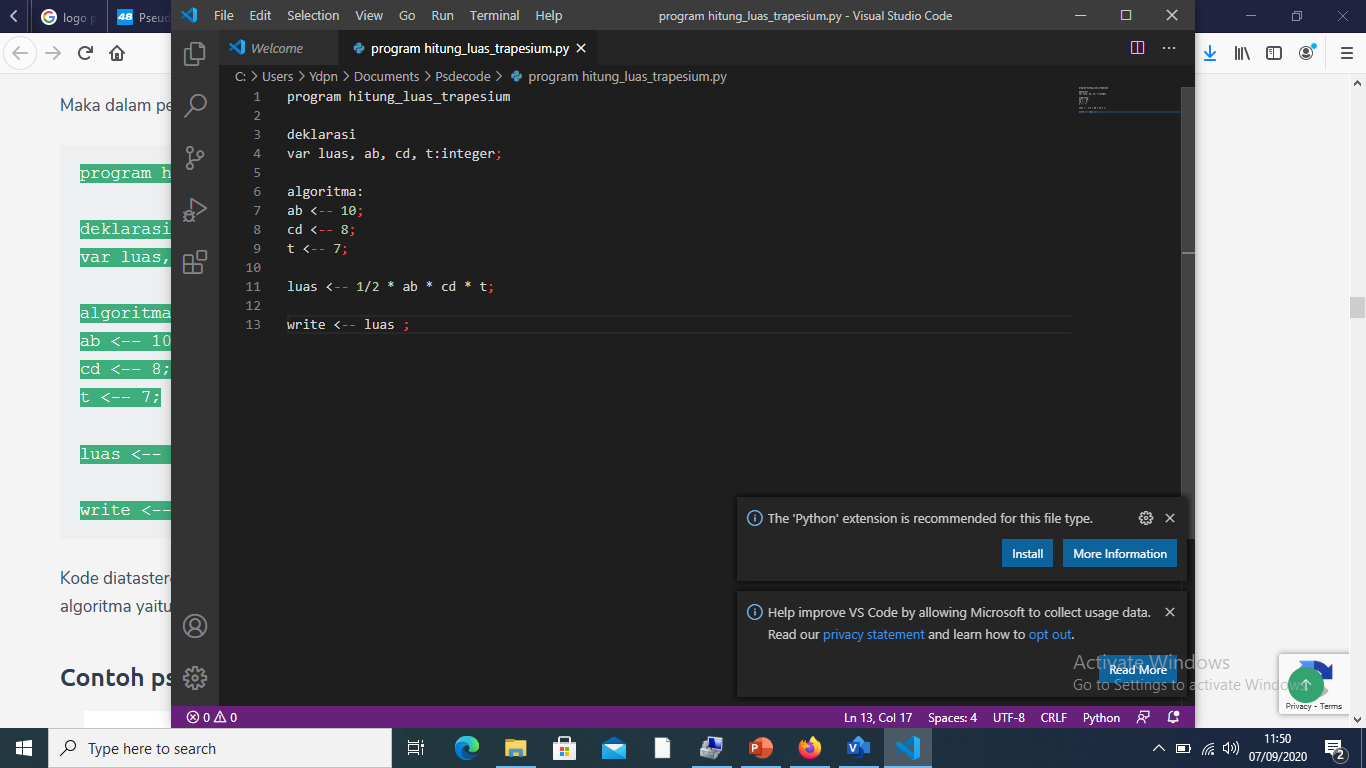 logo p
Pseud
File Edit Selection View Go Run Terminal Help
program hitung_luas_trapesium.py - Visual Studio Code
Welcome
program hitung_luas_trapesium.py
C: > Users > Ydpn > Documents > Psdecode > program hitung_luas_trapesium.py
1 program hitung_luas_trapesium
2
3 deklarasi
4 var luas, ab, cd, t:integer;
5
6 algoritma:
7 ab <-- 10;
8 cd <-- 8;
9 t <-- 7;
10
11 luas <-- 1/2 * ab * cd * t;
12
13 write <-- luas ;
Maka dalam pe
program h
deklarasi
var luas,
algoritma
ab <-- 10
cd <-- 8;
t <-- 7;
luas <--
write <--
Kode diatastere
algoritma yaitu
Contoh ps
The 'Python' extension is recommended for this file type.
Install
More Information
Help improve VS Code by allowing Microsoft to collect usage data.
Read our privacy statement and learn how to opt out.
Read More
Activate Windows
Go to Settings to activate Windows.
Privacy - Terms
0 0
Ln 13, Col 17 Spaces: 4 UTF-8 CRLF Python
Type here to search
11:50
07/09/2020
2